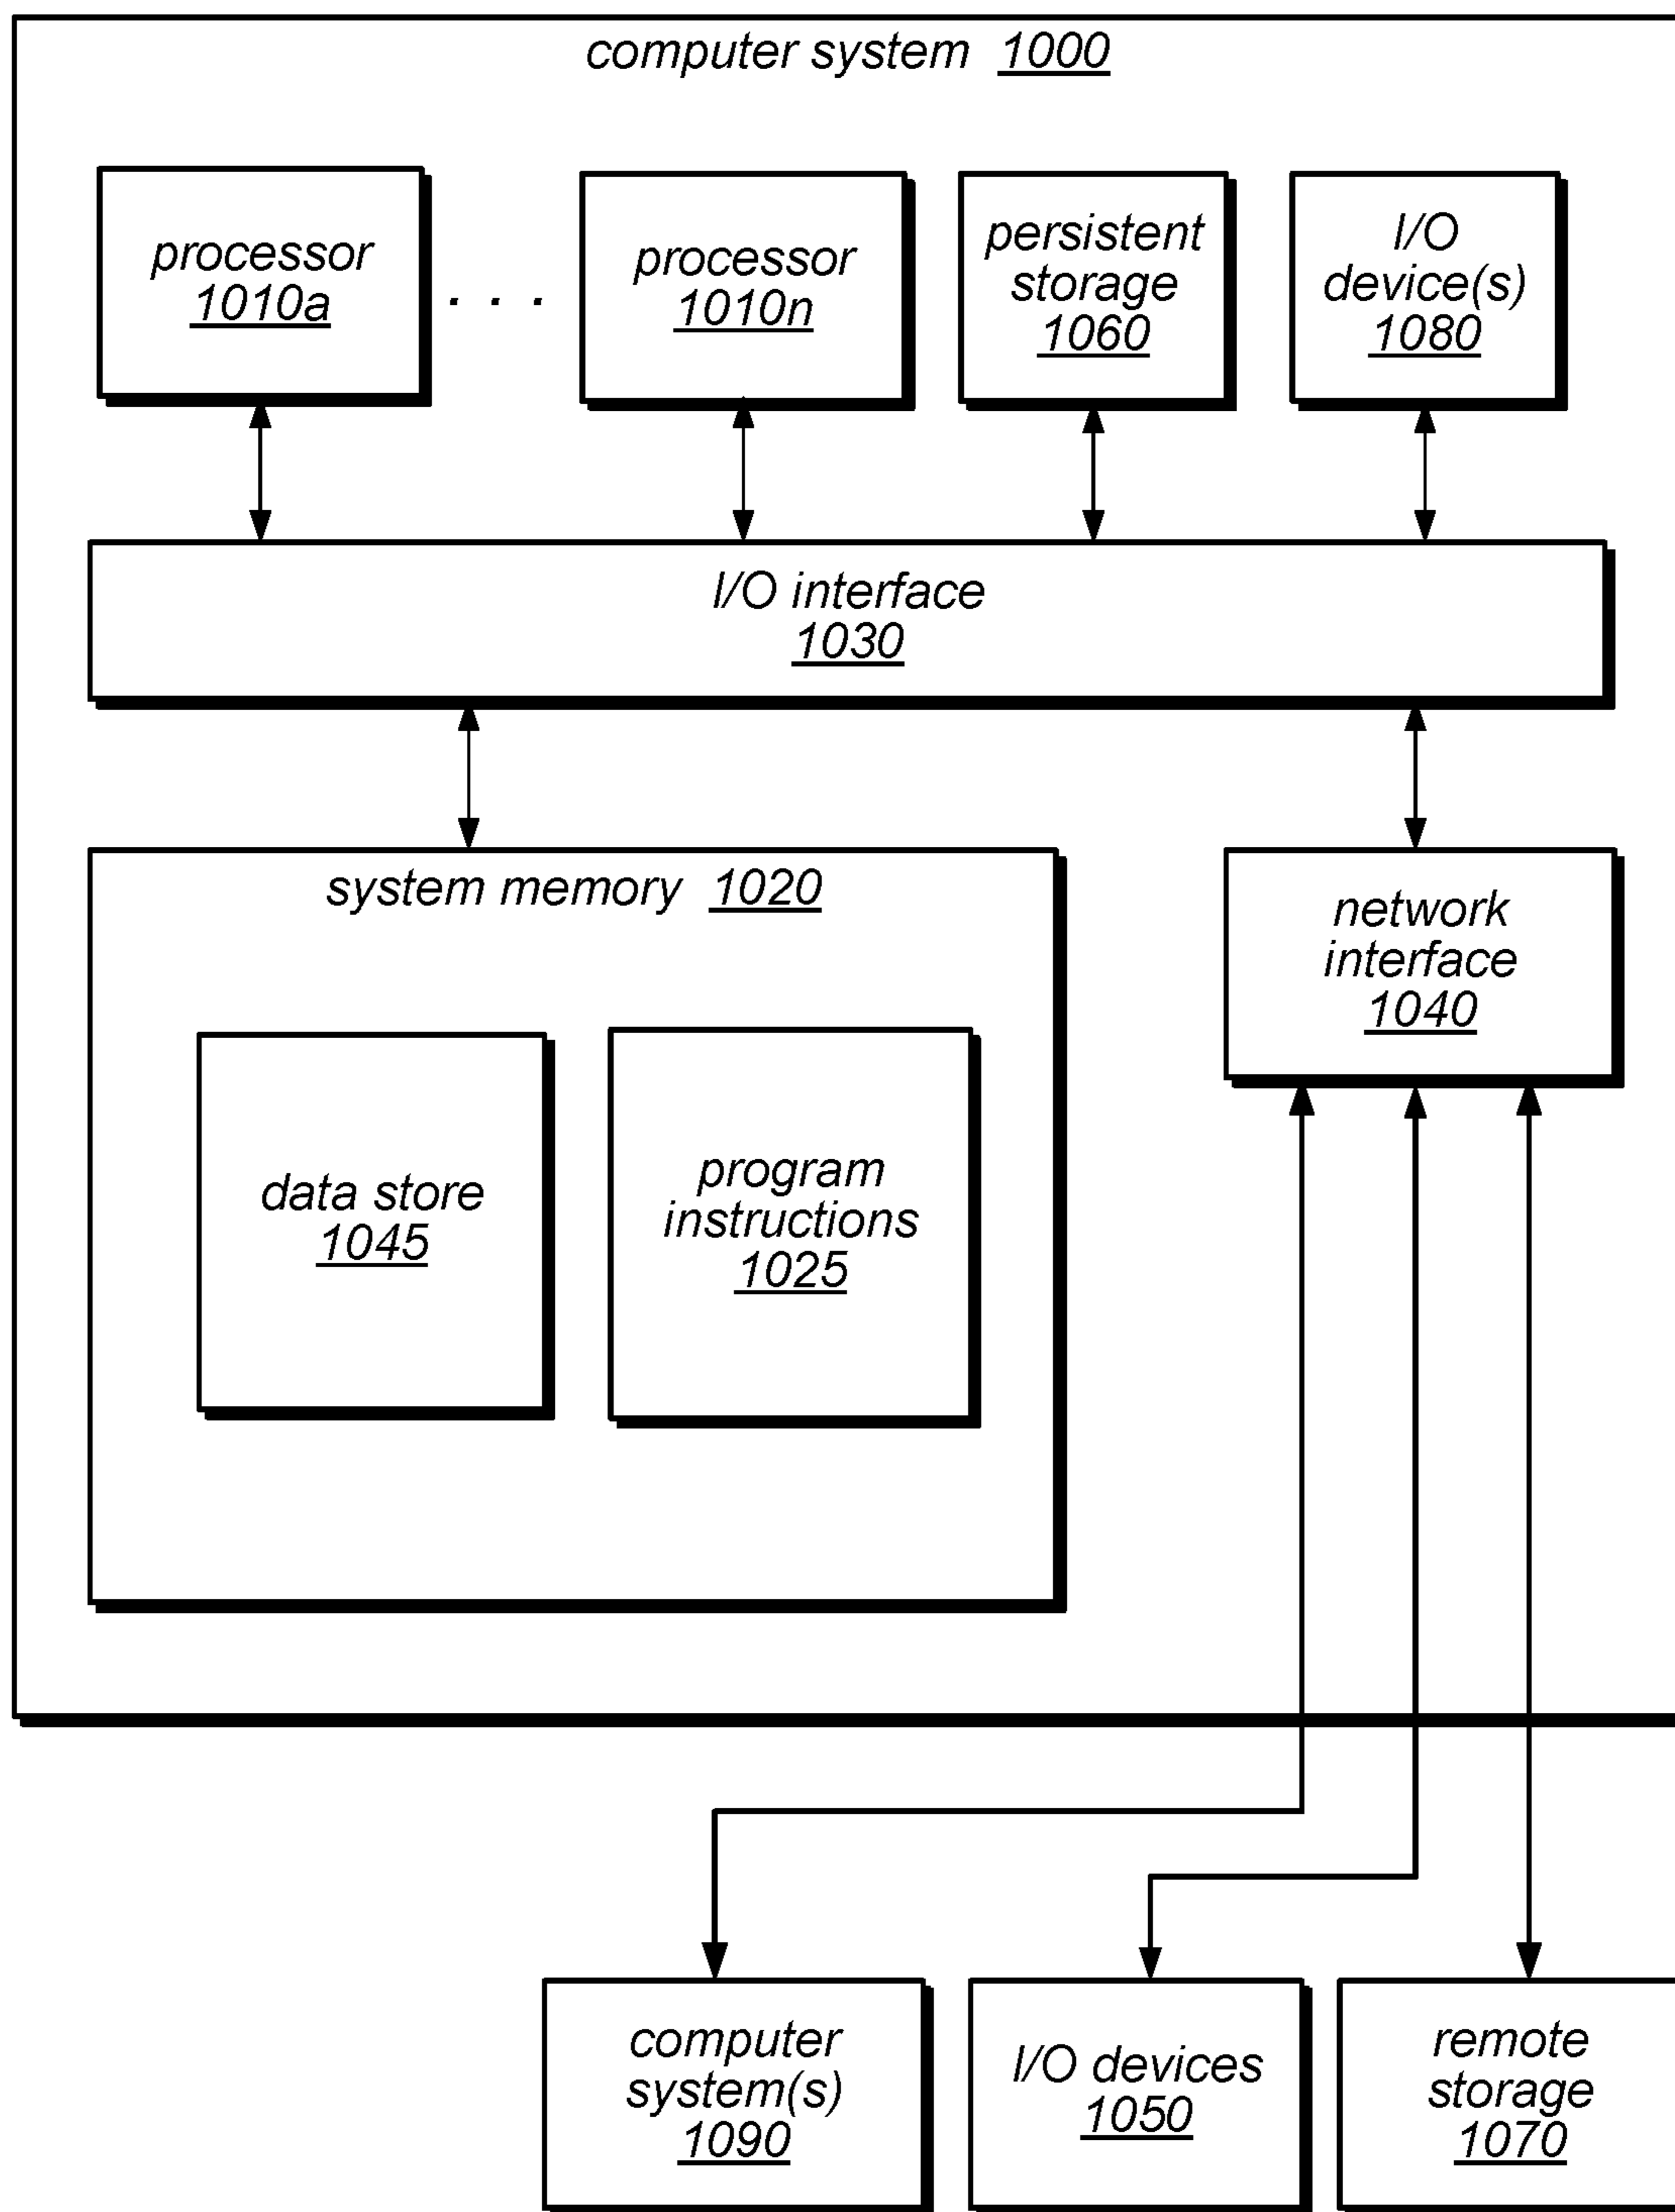 computer system 1000
processor
1010a
. . .
processor
1010n
persistent
storage
1060
I/O
device(s)
1080
I/O interface
1030
system memory 1020
data store
1045
program
instructions
1025
network
interface
1040
computer
system(s)
1090
I/O devices
1050
remote
storage
1070